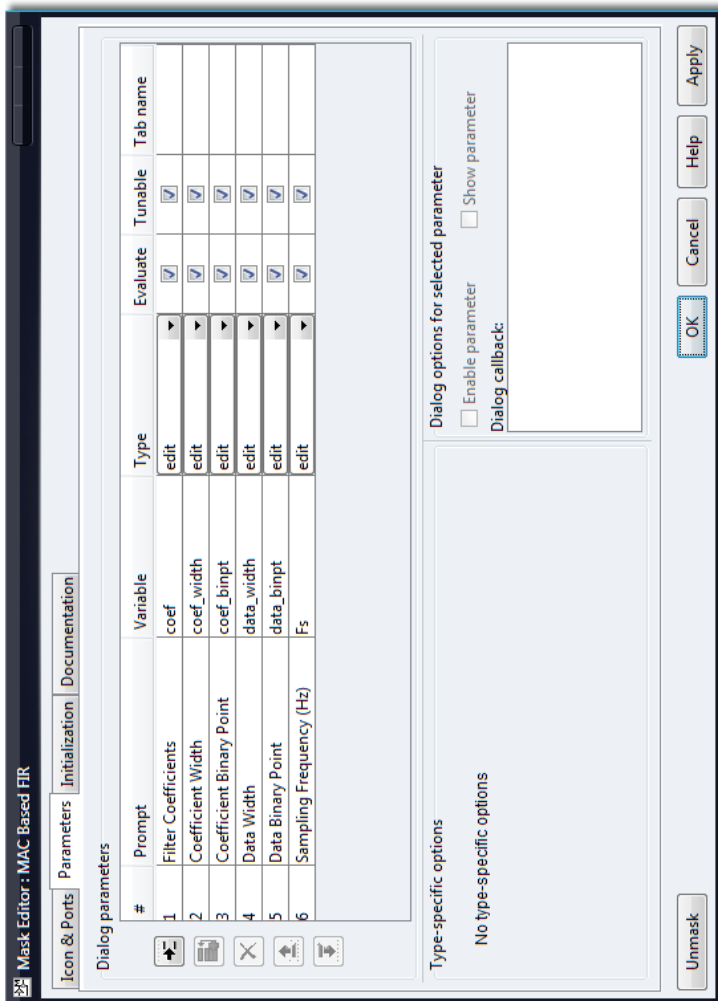 Mask Editor : MAC Based FIR
Icon & Ports Parameters Initialization Documentation
Dialog parameters
# Prompt Variable Type Evaluate Tunable Tab name
1 Filter Coefficients coef edit
2 Coefficient Width coef_width edit
3 Coefficient Binary Point coef_binpt edit
4 Data Width data_width edit
5 Data Binary Point data_binpt edit
6 Sampling Frequency (Hz) Fs edit
Type-specific options
No type-specific options
Dialog options for selected parameter
Enable parameter Show parameter
Dialog callback:
Unmask OK Cancel Help Apply